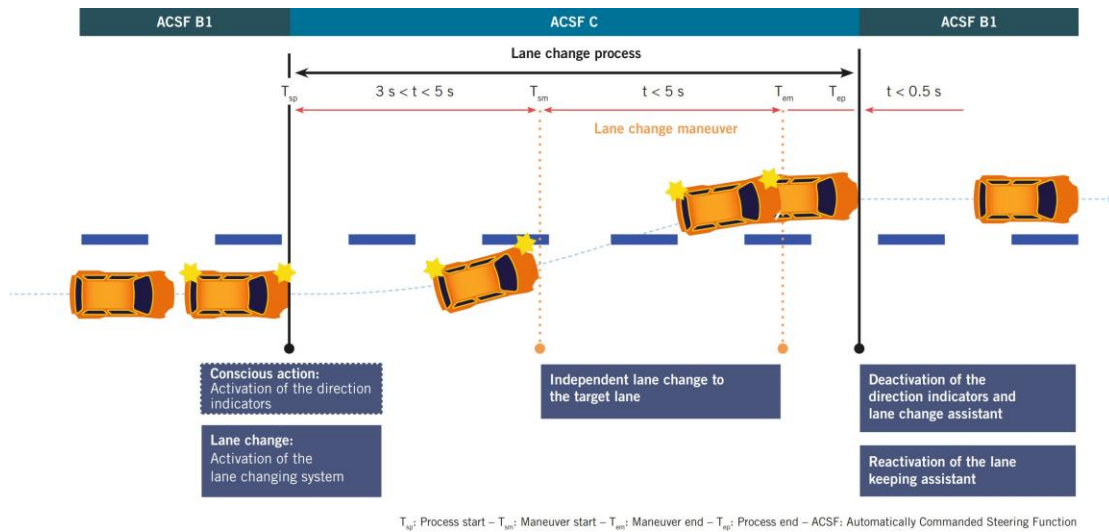 ACSF B1
ACSF C
ACSF B1
Lane change process
Tsp
3 s < t < 5 s
Tsm
t < 5 s
Tem
Tep
t < 0.5 s
Lane change maneuver
Conscious action:
Activation of the direction
indicators
Lane change:
Activation of the
lane changing system
Independent lane change to
the target lane
Deactivation of the
direction indicators and
lane change assistant
Reactivation of the lane
keeping assistant
Tsp: Process start – Tsm: Maneuver start – Tem: Maneuver end – Tep: Process end – ACSF: Automatically Commanded Steering Function